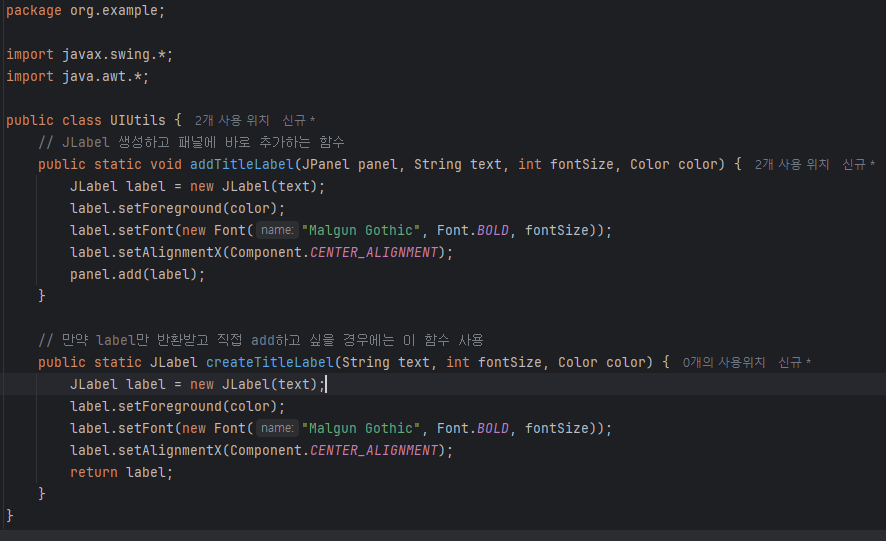 package org.example;
import javax.swing.*;
import java.awt.*;
public class UIUtils { 2개 사용 위치 신규 *
// JLabel 생성하고 패널에 바로 추가하는 함수
public static void addTitleLabel(JPanel panel, String text, int fontSize, Color color) { 2개 사용 위치 신규 *
JLabel label = new JLabel(text);
label.setForeground(color);
label.setFont(new Font( name: "Malgun Gothic", Font.BOLD, fontSize));
label.setAlignmentX(Component.CENTER_ALIGNMENT);
panel.add(label);
}
// 만약 label만 반환받고 직접 add하고 싶을 경우에는 이 함수 사용
public static JLabel createTitleLabel(String text, int fontSize, Color color) { 0개의 사용위치 신규 *
JLabel label = new JLabel(text);
label.setForeground(color);
label.setFont(new Font( name: "Malgun Gothic", Font.BOLD, fontSize));
label.setAlignmentX(Component.CENTER_ALIGNMENT);
return label;
}
}